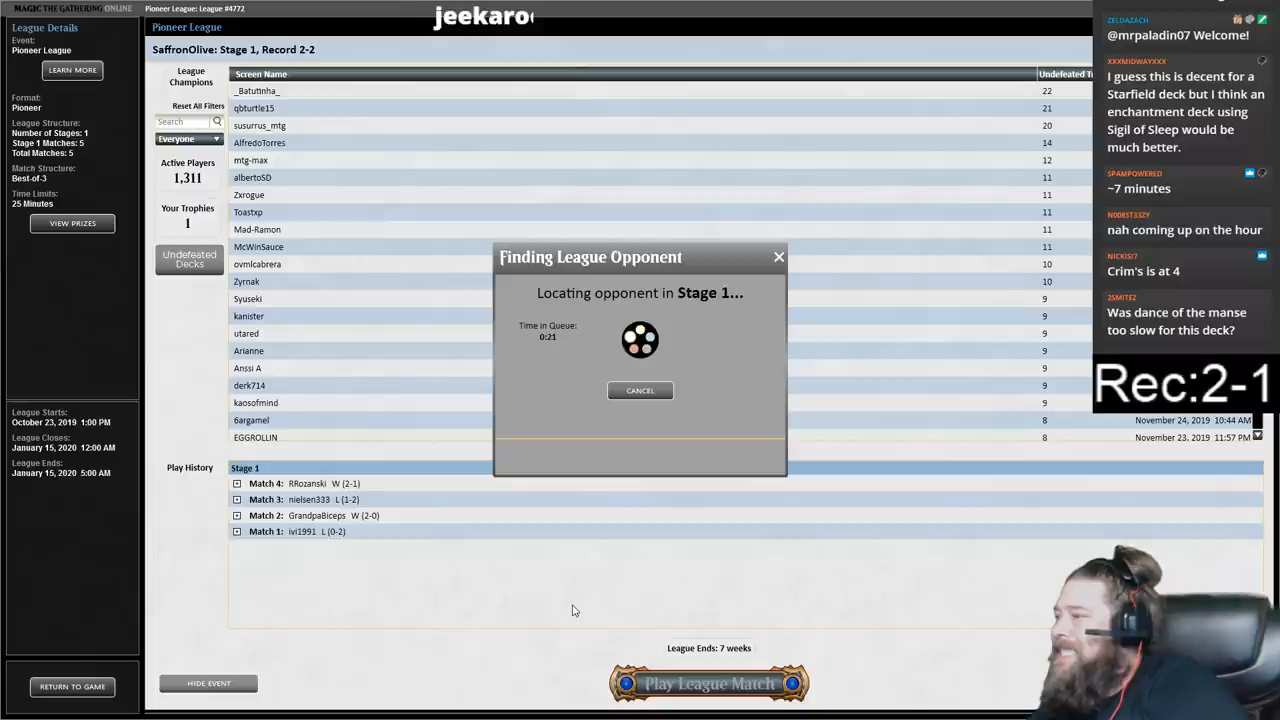 MAGIC THE GATHERING ONLINE
Pioneer League: League #4772
jeekaro
League Details
Event:
Pioneer League
LEARN MORE
Format:
Pioneer
League Structure:
Number of Stages: 1
Stage 1 Matches: 5
Total Matches: 5
Match Structure:
Best-of-3
Time Limits:
25 Minutes
VIEW PRIZES
League Starts:
October 23, 2019 1:00 PM
League Closes:
January 15, 2020 12:00 AM
League Ends:
January 15, 2020 5:00 AM
RETURN TO GAME
Pioneer League
SaffronOlive: Stage 1, Record 2-2
League
Champions
Reset All Filters
Search
Everyone
Active Players
1,311
Your Trophies
1
Undefeated
Decks
Screen Name Undefeated Tr
_Batutinha_ 22
qbturtle15 21
susurrus_mtg 20
AlfredoTorres 14
mtg-max 12
albertoSD 11
Zxrogue 11
Toastxp 11
Mad-Ramon 11
McWinSauce 11
ovmlcabrera 10
Zyrnak 10
Syuseki 9
kanister 9
utared 9
Arianne 9
Anssi A 9
derk714 9
kaosofmind 9
6argamel 8 November 24, 2019 10:44 AM
EGGROLLIN 8 November 23, 2019 11:57 PM
Finding League Opponent
Locating opponent in Stage 1...
Time in Queue:
0:21
CANCEL
Play History
Stage 1
Match 4: RRozanski W (2-1)
Match 3: nielsen333 L (1-2)
Match 2: GrandpaBiceps W (2-0)
Match 1: ivi1991 L (0-2)
League Ends: 7 weeks
HIDE EVENT
Play League Match
ZELDAZACH
@mrpaladin07 Welcome!
XXXMIDWAYXXX
I guess this is decent for a
Starfield deck but I think an
enchantment deck using
Sigil of Sleep would be
much better.
SPAMPOWERED
~7 minutes
N00BST33ZY
nah coming up on the hour
NICKISI7
Crim's is at 4
2SMITE2
Was dance of the manse
too slow for this deck?
Rec:2-1